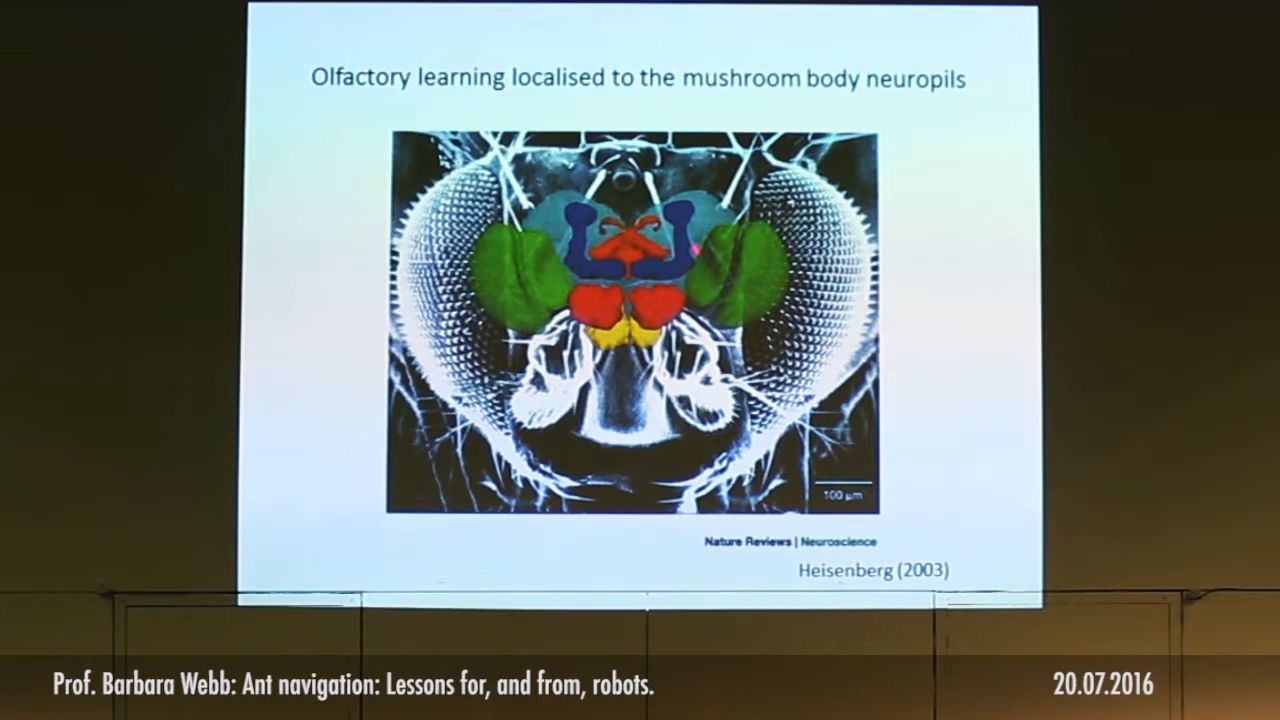 Olfactory learning localised to the mushroom body neuropils
100 µm
Nature Reviews | Neuroscience
Heisenberg (2003)
Prof. Barbara Webb: Ant navigation: Lessons for, and from, robots.
20.07.2016